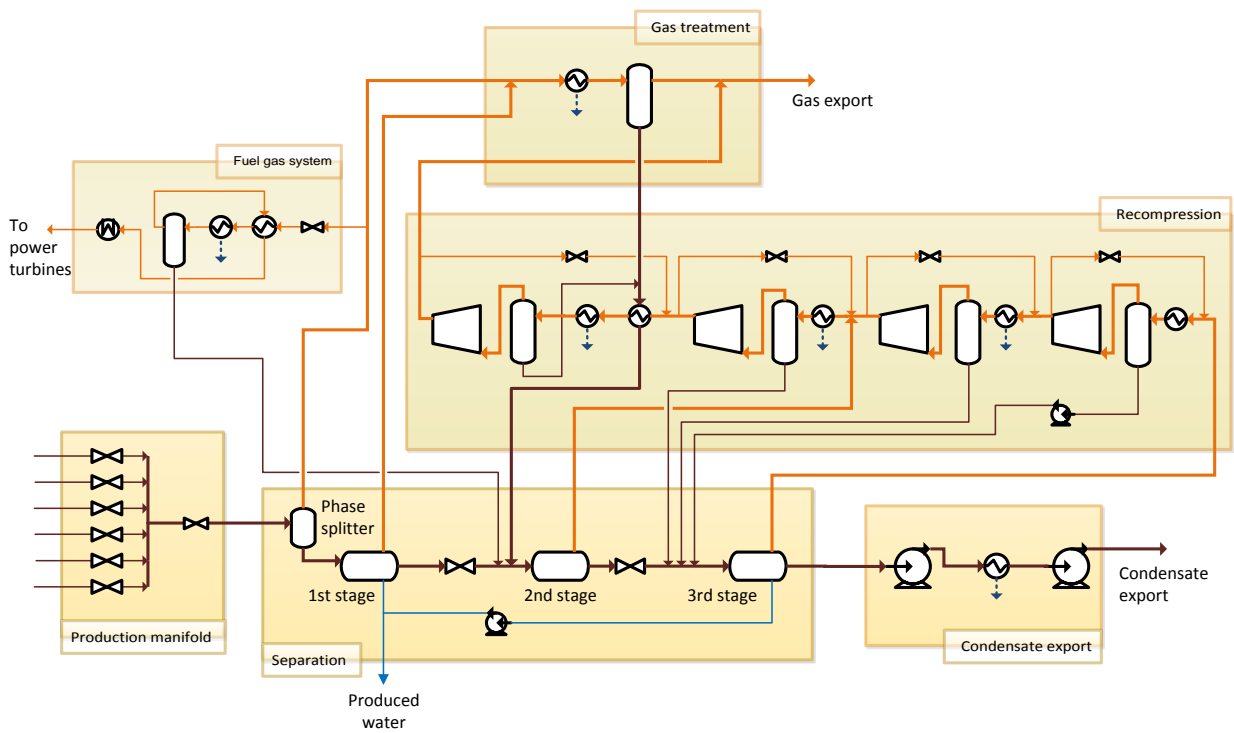 Gas treatment
Gas export
Fuel gas system
To
power
turbines
Recompression
Phase
splitter
1st stage
2nd stage
3rd stage
Condensate
export
Production manifold
Separation
Condensate export
Produced
water